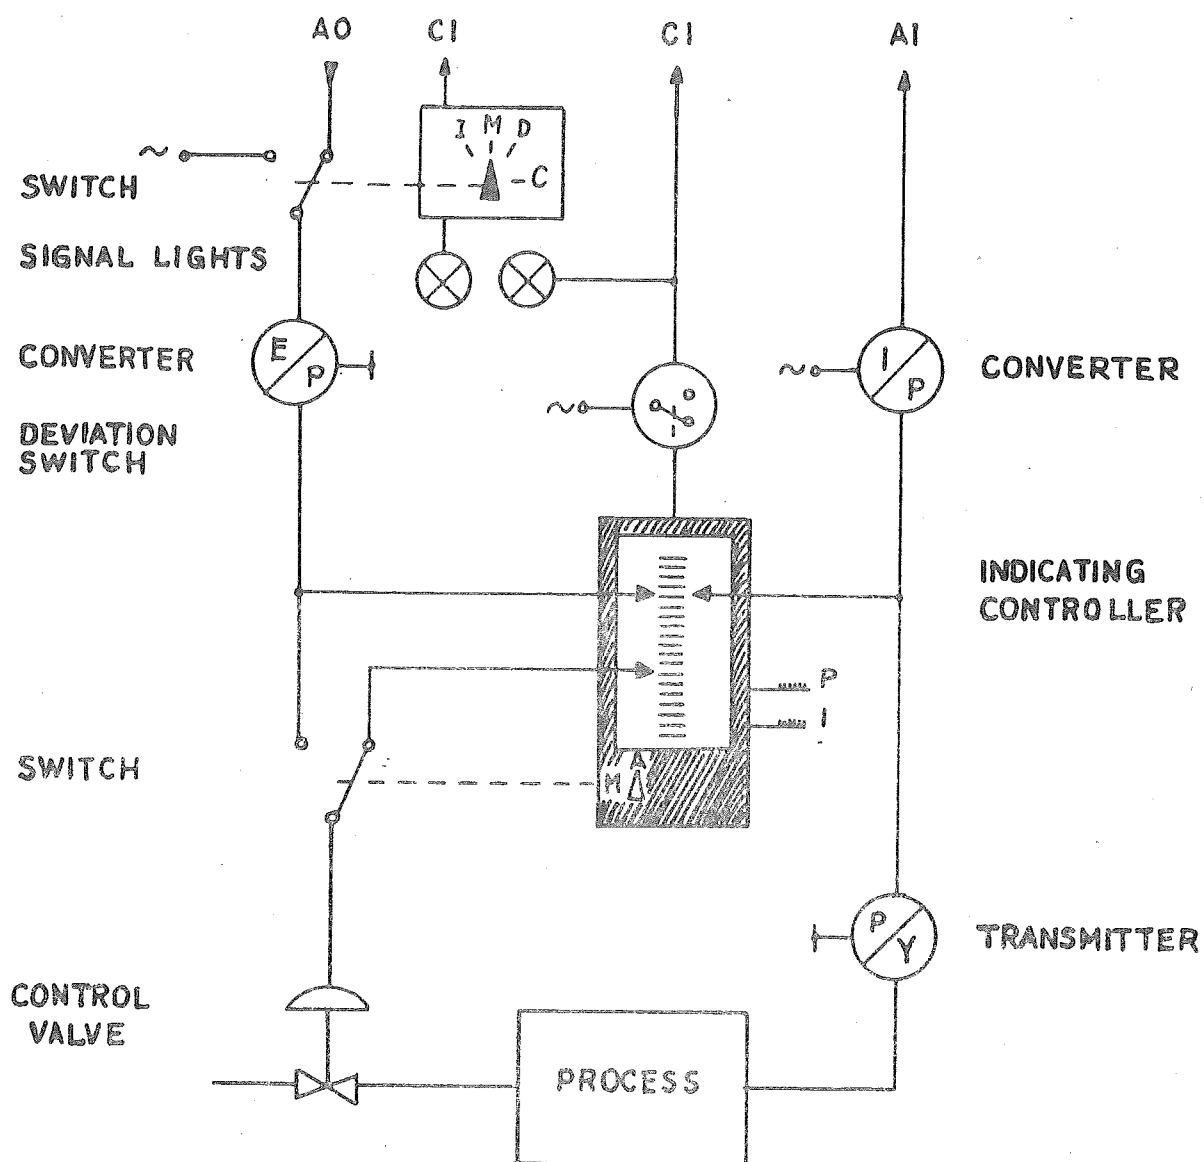 AO CI CI AI
I M D
C
~
SWITCH
SIGNAL LIGHTS
E
P
CONVERTER
I
P
~
CONVERTER
~
DEVIATION
SWITCH
INDICATING
CONTROLLER
P
I
SWITCH
A
M
P
Y
TRANSMITTER
CONTROL
VALVE
PROCESS